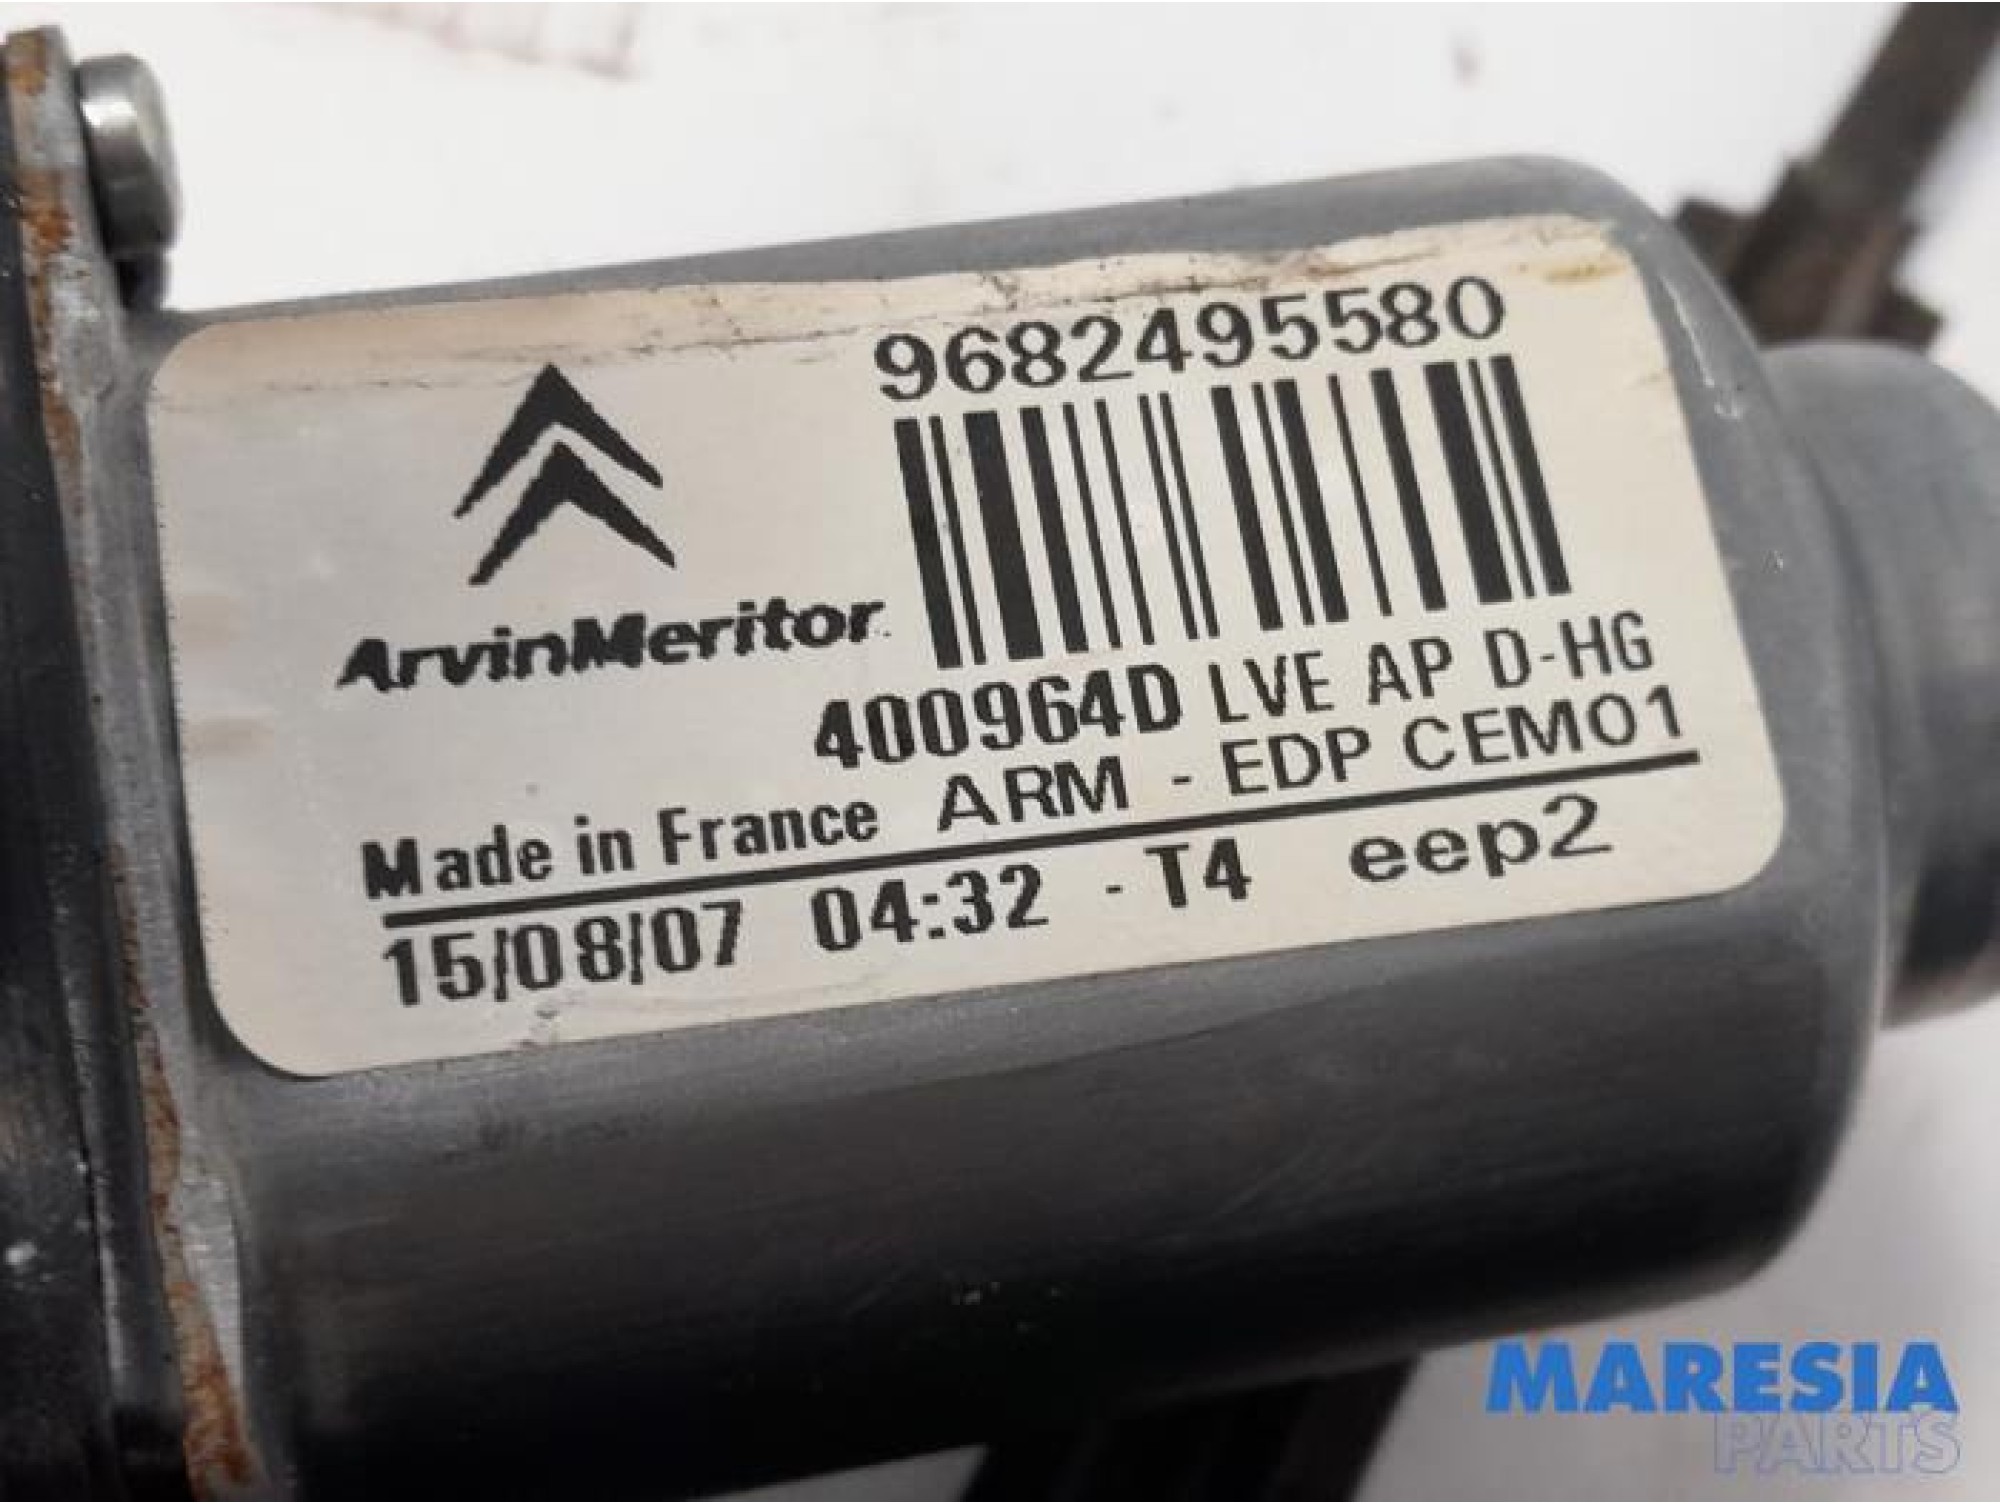 9682495580
ArvinMeritor
400964D LVE AP D-HG
Made in France ARM - EDP CEM01
15/08/07 04:32 -T4 eep2
MARESIA
PARTS